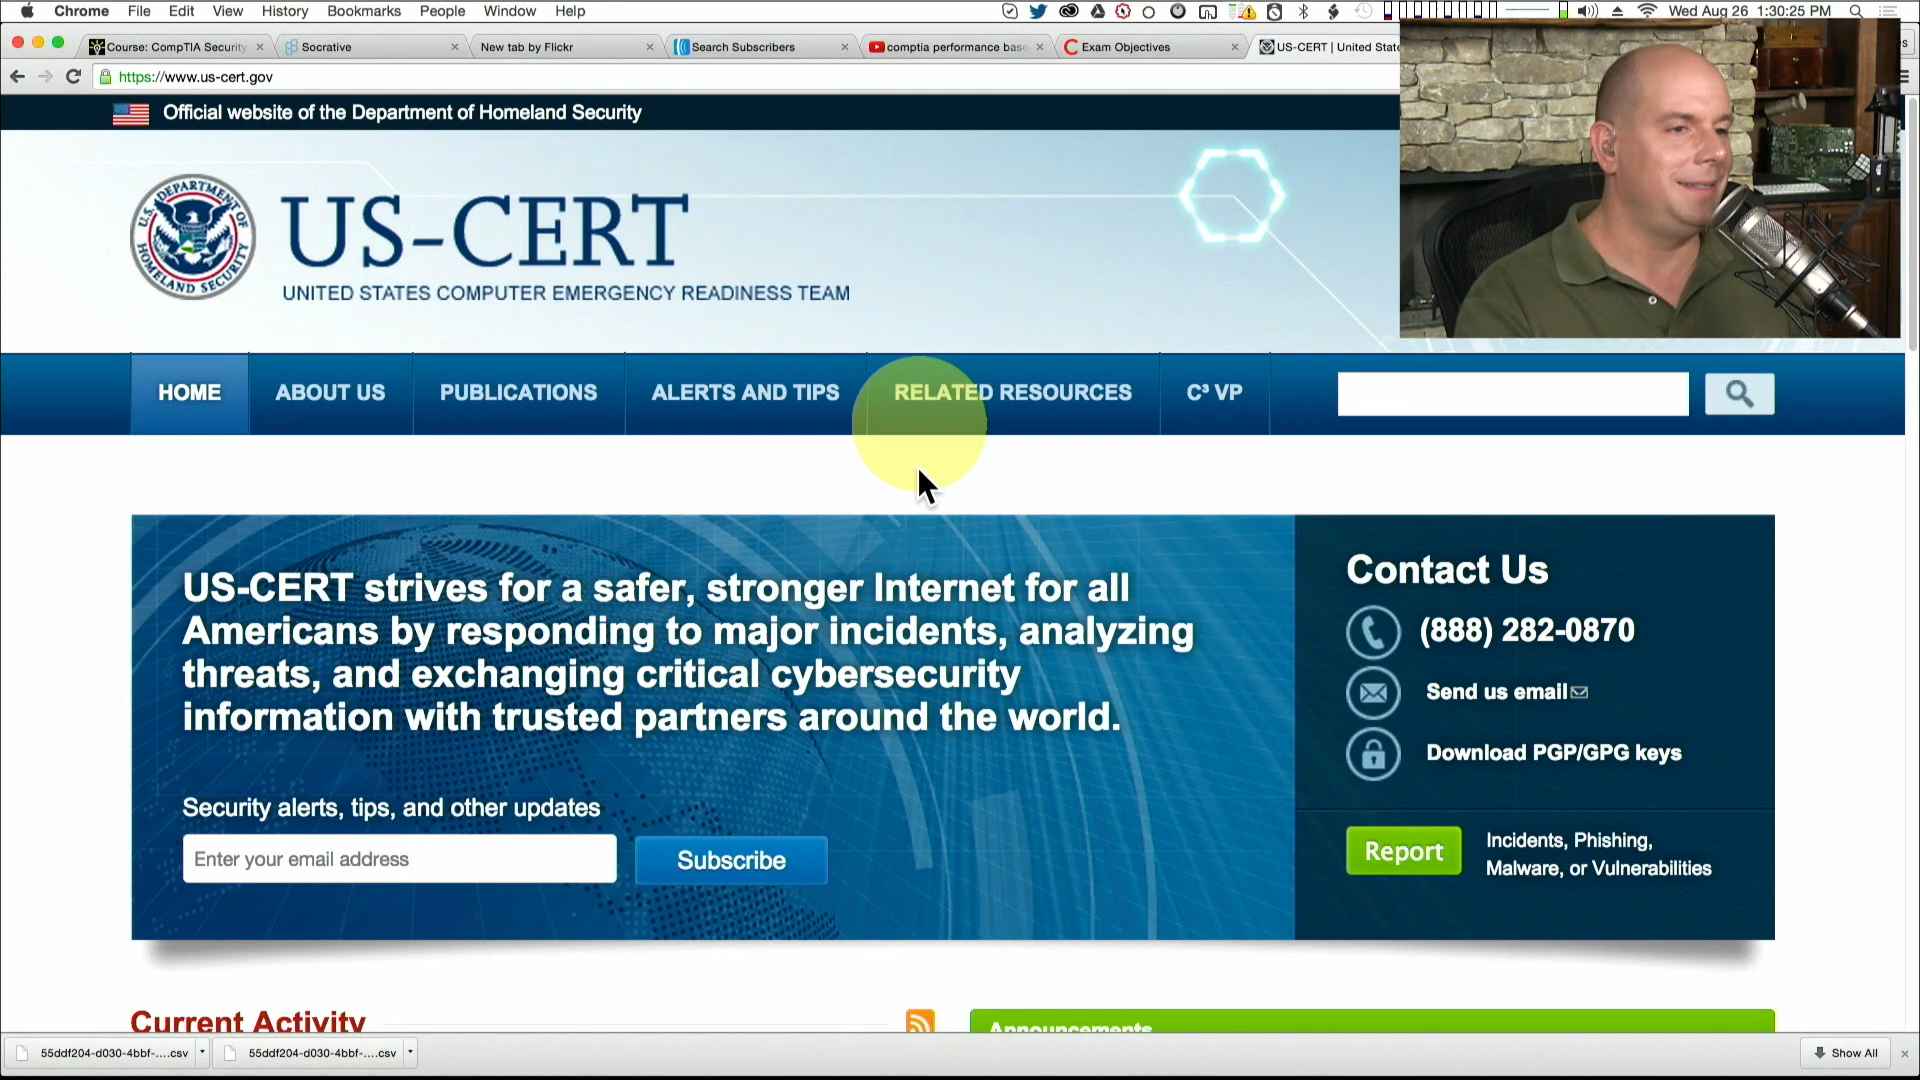 Chrome File Edit View History Bookmarks People Window Help
Wed Aug 26 1:30:25 PM
Course: CompTIA Security
Socrative
New tab by Flickr
Search Subscribers
comptia performance bas
Exam Objectives
US-CERT | United State
https://www.us-cert.gov
Official website of the Department of Homeland Security
U.S. DEPARTMENT OF HOMELAND SECURITY
US-CERT
UNITED STATES COMPUTER EMERGENCY READINESS TEAM
HOME
ABOUT US
PUBLICATIONS
ALERTS AND TIPS
RELATED RESOURCES
C³ VP
US-CERT strives for a safer, stronger Internet for all
Americans by responding to major incidents, analyzing
threats, and exchanging critical cybersecurity
information with trusted partners around the world.
Security alerts, tips, and other updates
Enter your email address
Subscribe
Contact Us
(888) 282-0870
Send us email
Download PGP/GPG keys
Report
Incidents, Phishing,
Malware, or Vulnerabilities
Current Activity
Announcements
55ddf204-d030-4bbf-....csv
55ddf204-d030-4bbf-....csv
Show All